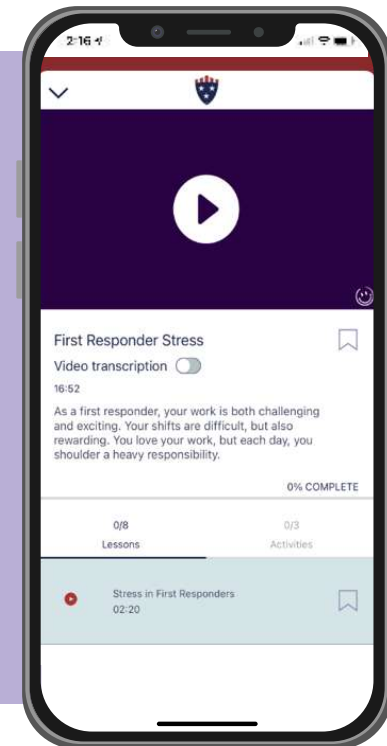 2:16
First Responder Stress
Video transcription
16:52
As a first responder, your work is both challenging
and exciting. Your shifts are difficult, but also
rewarding. You love your work, but each day, you
shoulder a heavy responsibility.
0% COMPLETE
0/8
Lessons
0/3
Activities
Stress in First Responders
02:20